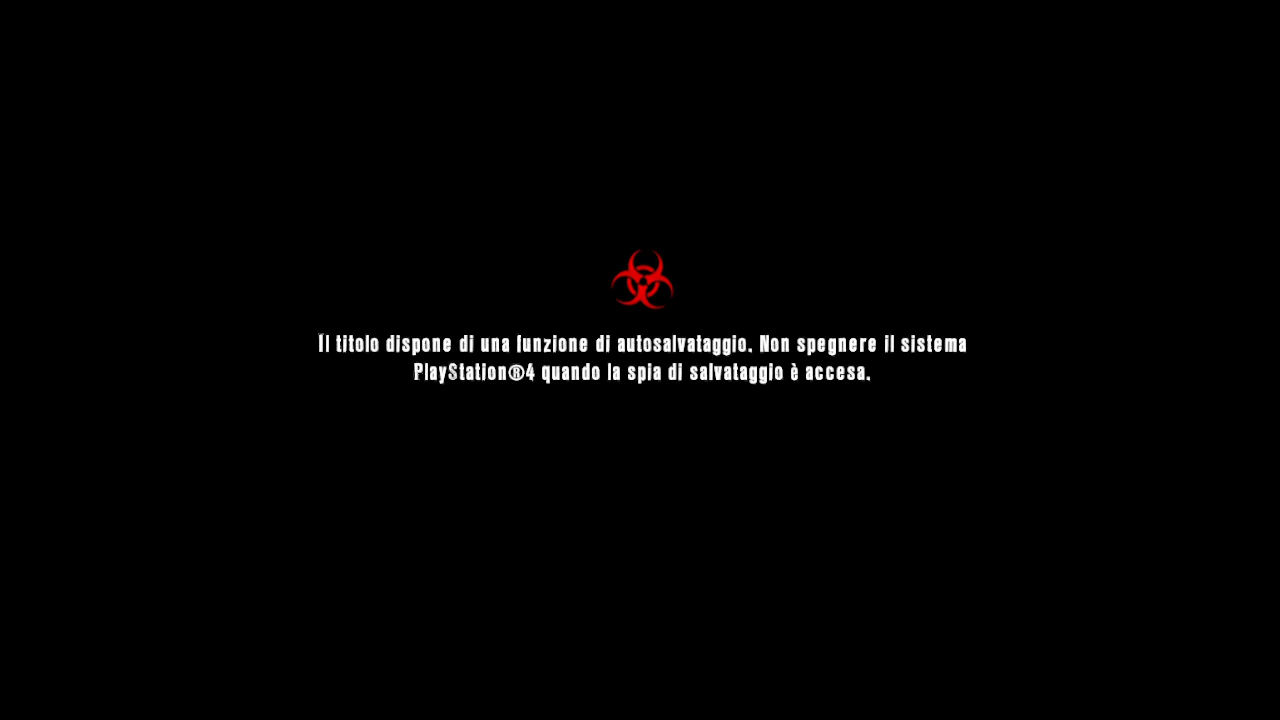 Il titolo dispone di una funzione di autosalvataggio. Non spegnere il sistema
PlayStation®4 quando la spia di salvataggio è accesa.